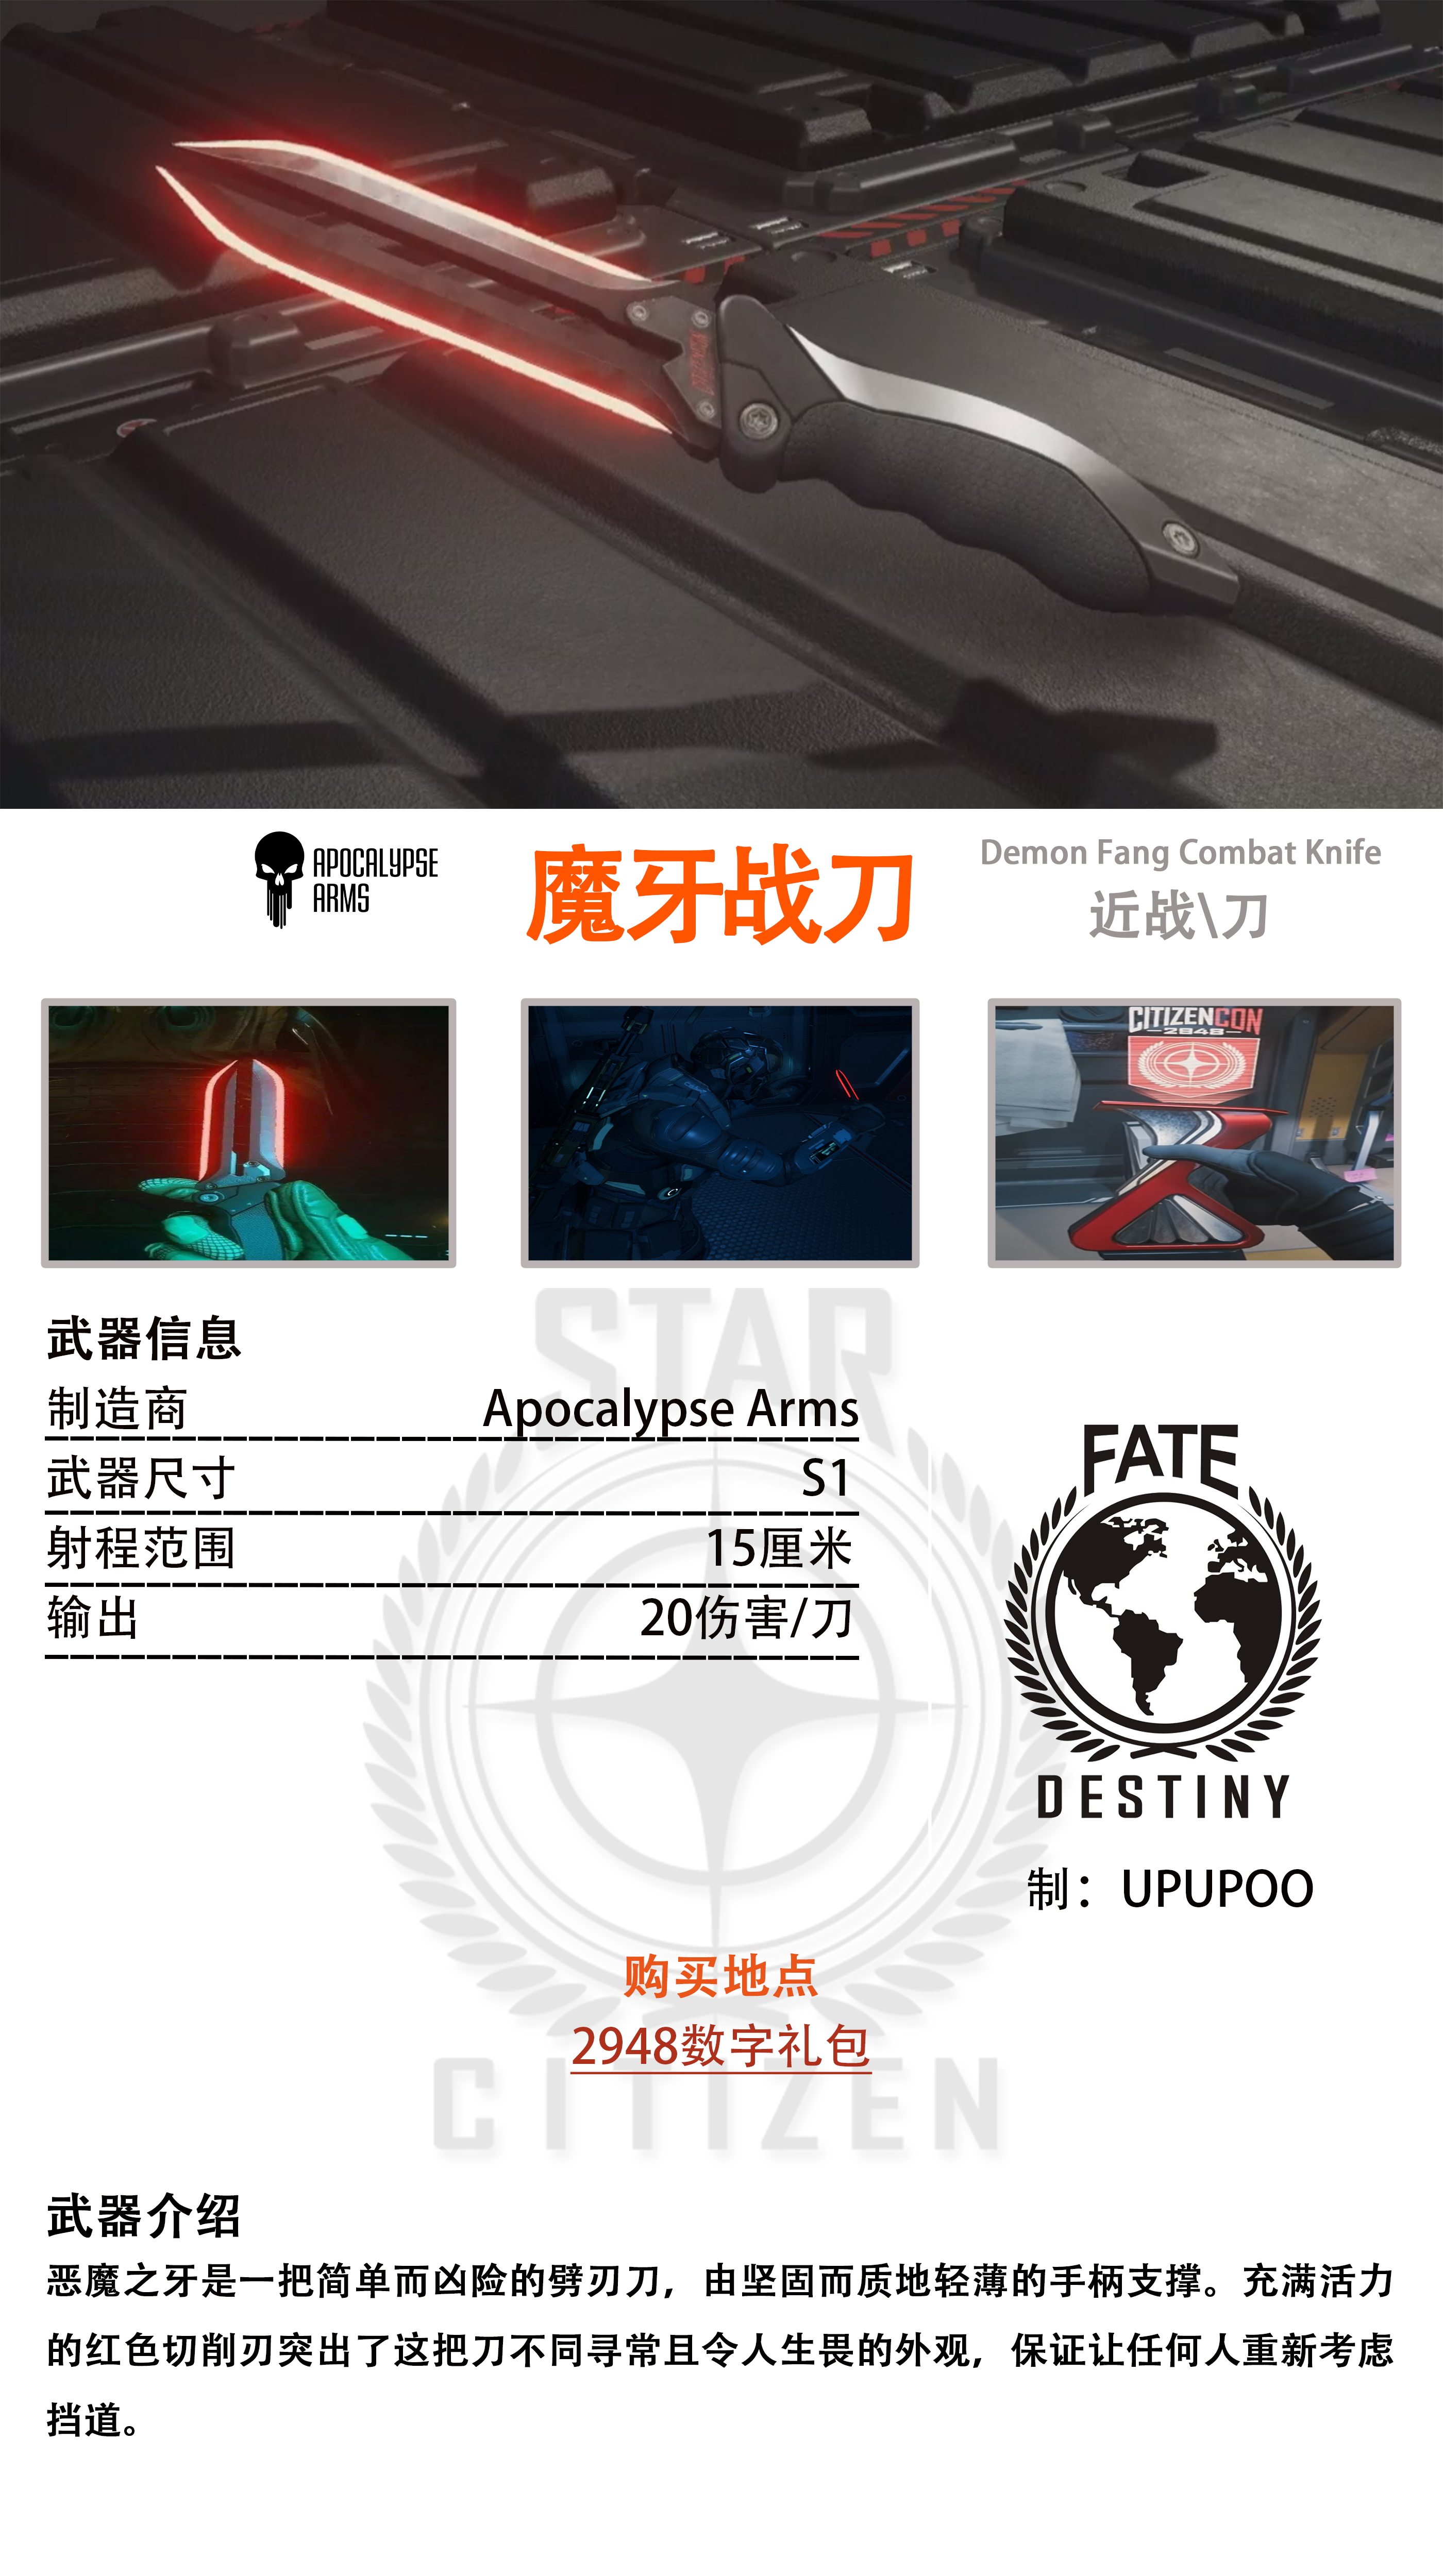 APOCALYPSE
ARMS
魔牙战刀
Demon Fang Combat Knife
近战\刀
CITIZENCON
2948
STAR
武器信息
制造商 Apocalypse Arms
武器尺寸 S1
射程范围 15厘米
输出 20伤害/刀
FATE
DESTINY
制：UPUPOO
购买地点
2948数字礼包
CITIZEN
武器介绍
恶魔之牙是一把简单而凶险的劈刃刀，由坚固而质地轻薄的手柄支撑。充满活力
的红色切削刃突出了这把刀不同寻常且令人生畏的外观，保证让任何人重新考虑
挡道。